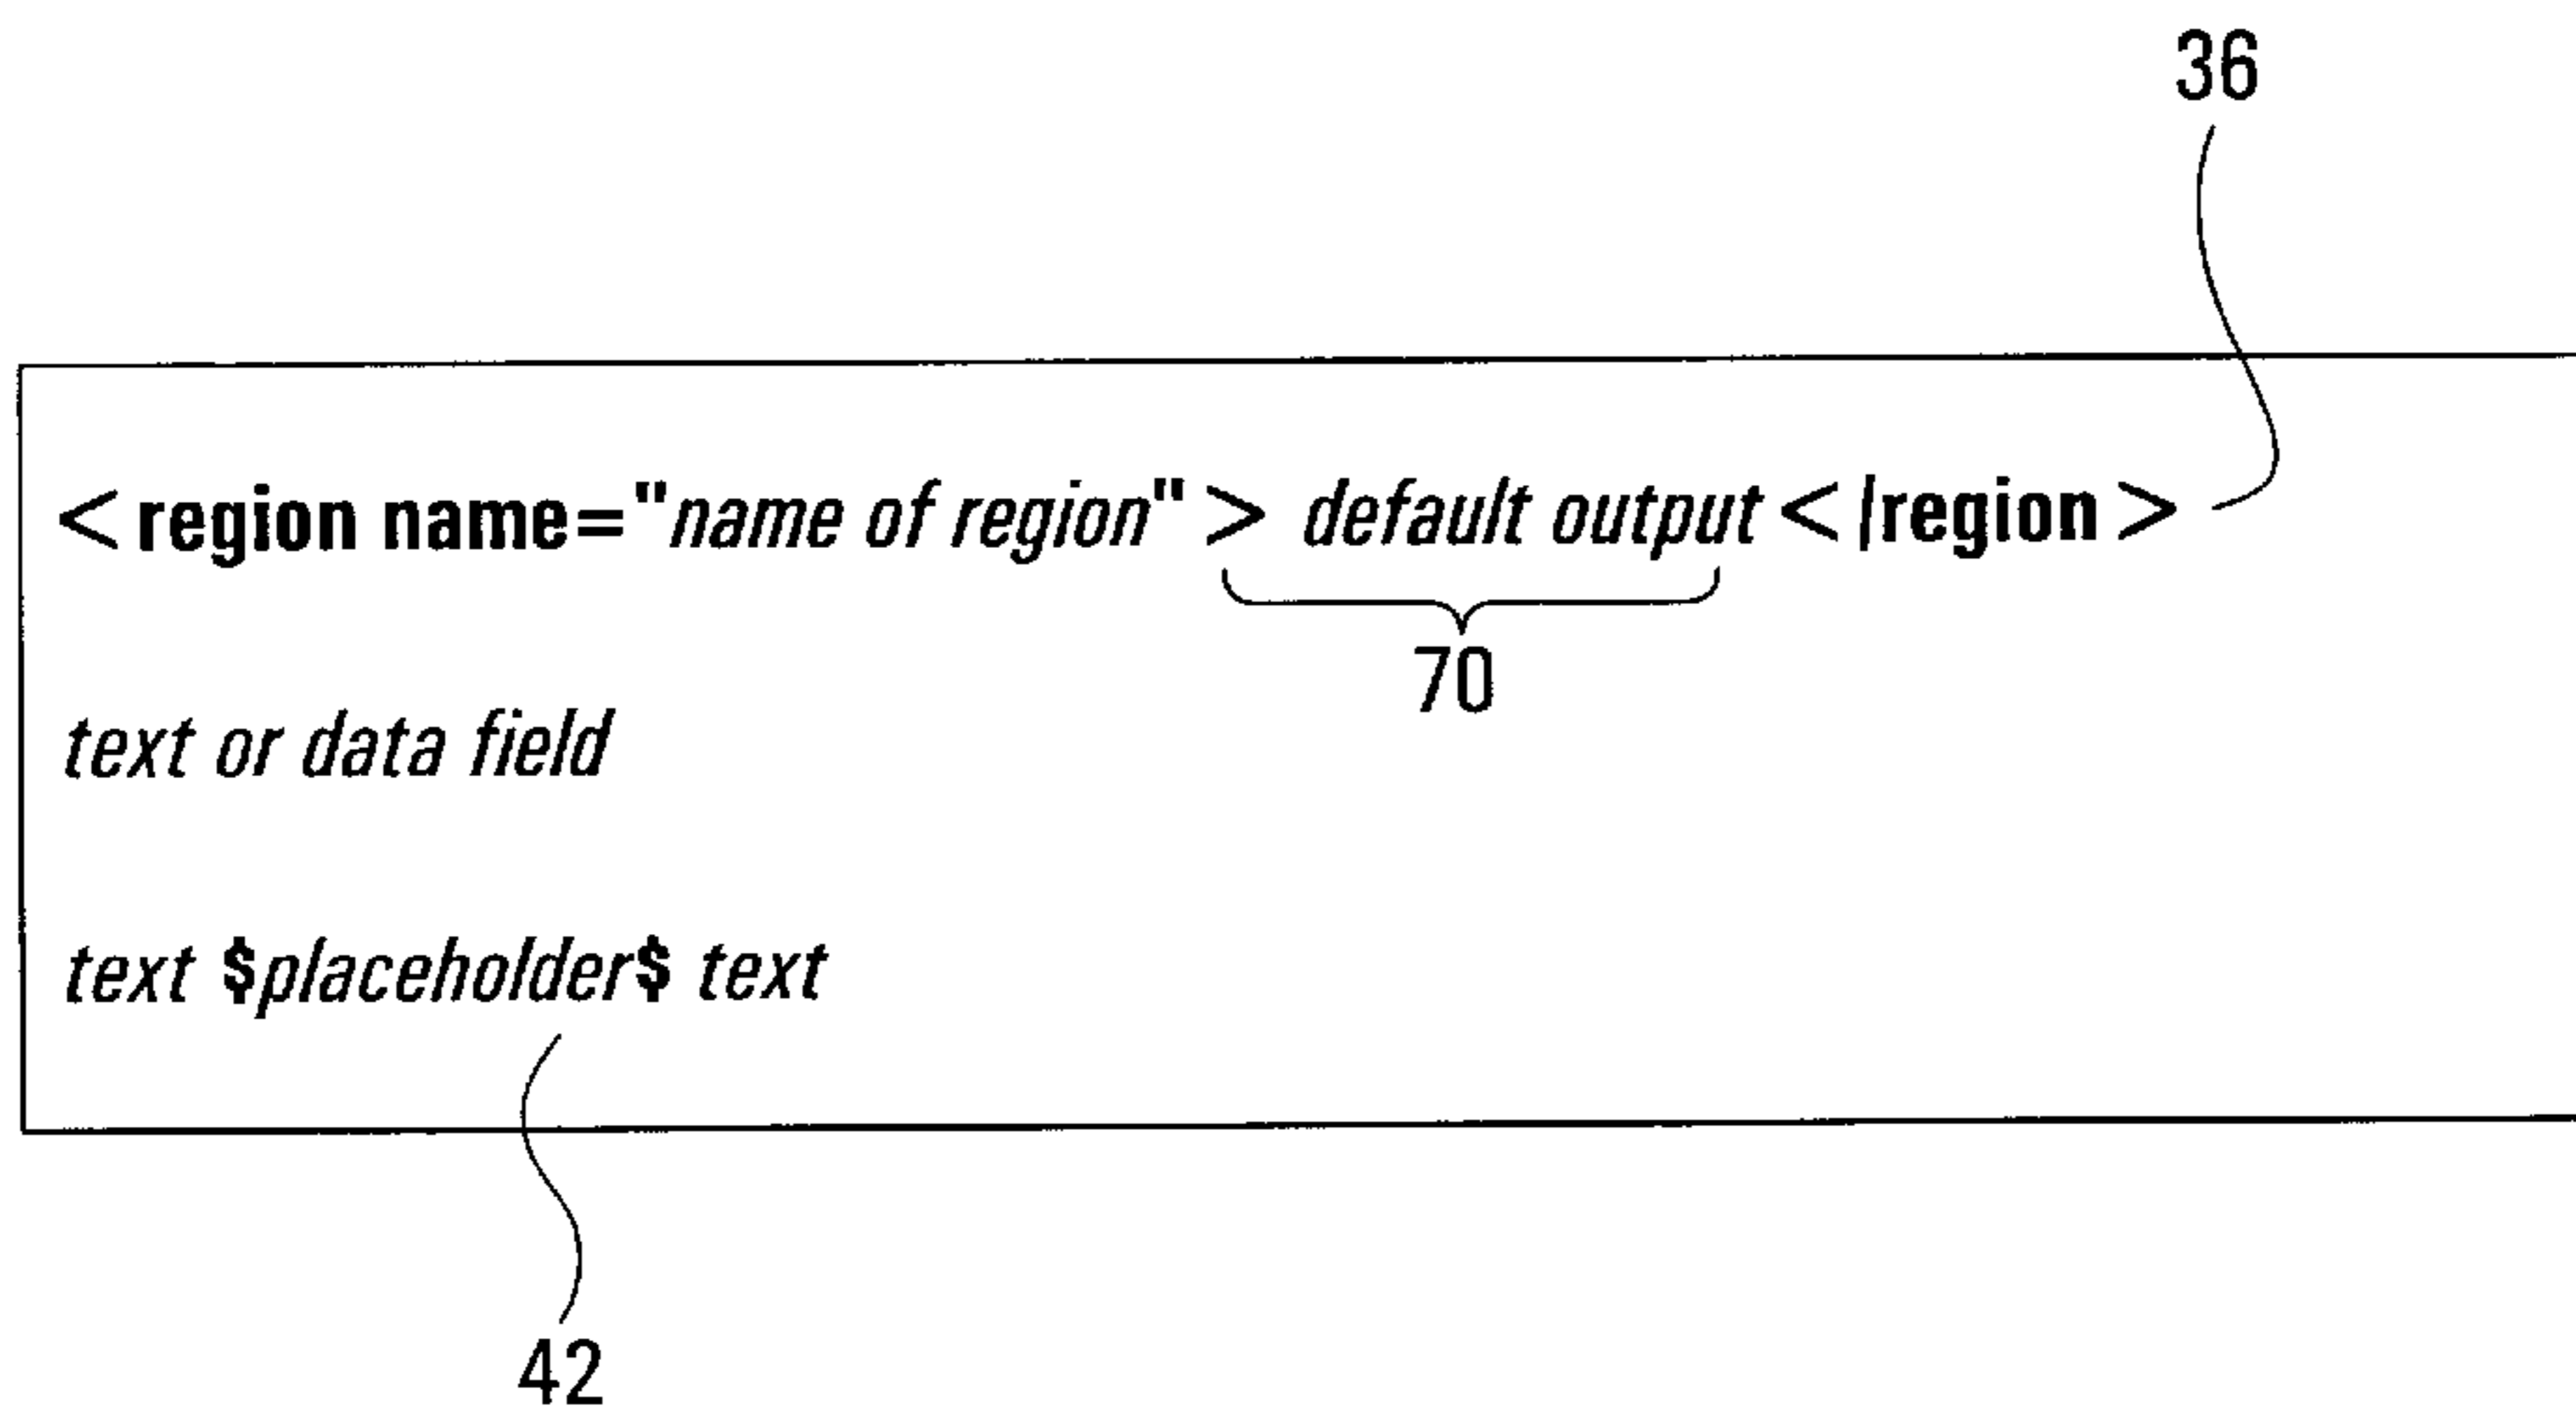 36
<region name="name of region"> default output<|region>
70
text or data field
text $placeholder$ text
42